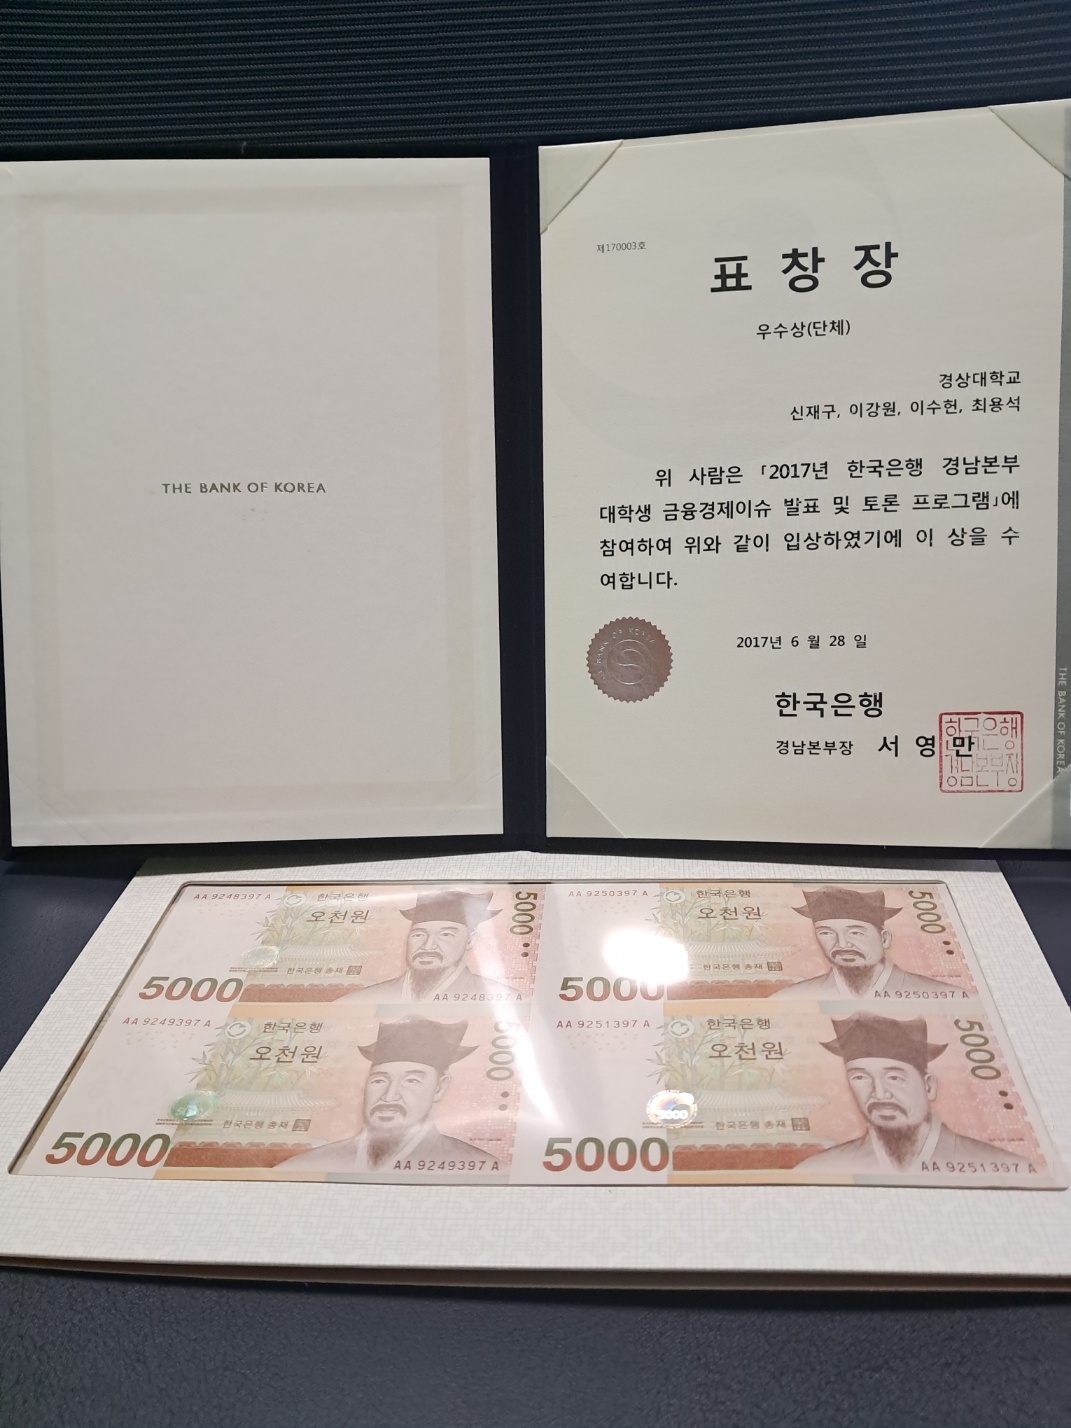 THE BANK OF KOREA
제170003호
표 창 장
우수상(단체)
경상대학교
신재구, 이강원, 이수헌, 최용석
위 사람은 「2017년 한국은행 경남본부
대학생 금융경제이슈 발표 및 토론 프로그램」에
참여하여 위와 같이 입상하였기에 이 상을 수
여합니다.
2017년 6 월 28 일
한국은행
경남본부장 서 영 만
한국은행
경남본부장
THE BANK OF KOREA
AA 9248397 A
한국은행
오천원
5000
한국은행 총재
5000
AA 9248397 A
AA 9250397 A
한국은행
오천원
5000
한국은행 총재
5000
AA 9250397 A
AA 9249397 A
한국은행
오천원
5000
한국은행 총재
5000
AA 9249397 A
AA 9251397 A
한국은행
오천원
5000
한국은행 총재
5000
AA 9251397 A